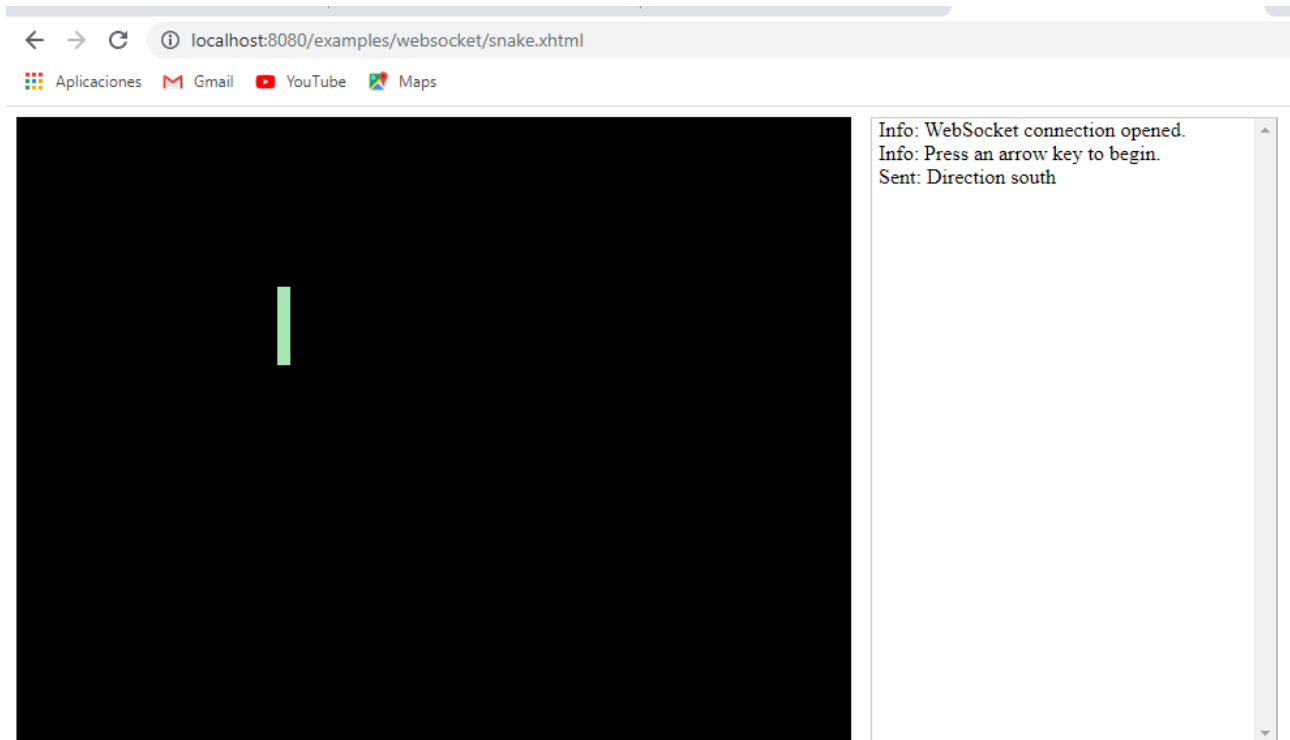 localhost:8080/examples/websocket/snake.xhtml
Aplicaciones Gmail YouTube Maps
Info: WebSocket connection opened.
Info: Press an arrow key to begin.
Sent: Direction south